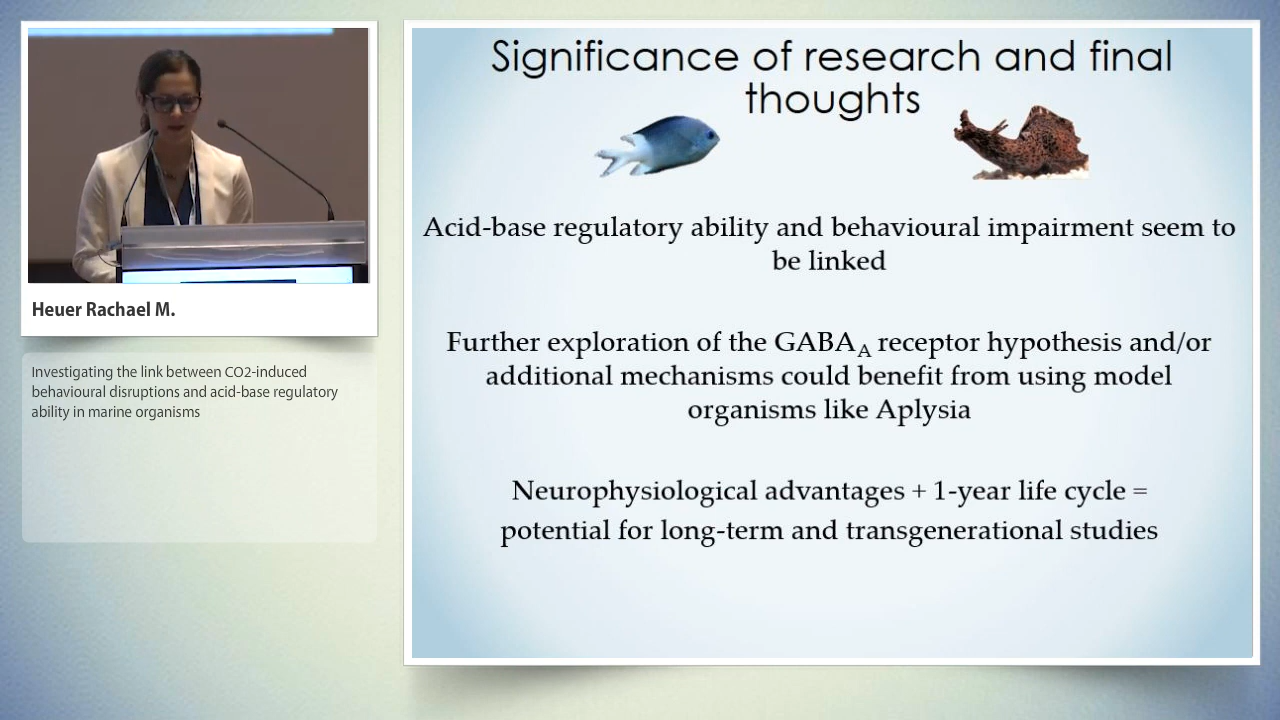 Significance of research and final
thoughts
Acid-base regulatory ability and behavioural impairment seem to
be linked
Further exploration of the GABAA receptor hypothesis and/or
additional mechanisms could benefit from using model
organisms like Aplysia
Neurophysiological advantages + 1-year life cycle =
potential for long-term and transgenerational studies
Heuer Rachael M.
Investigating the link between CO2-induced
behavioural disruptions and acid-base regulatory
ability in marine organisms